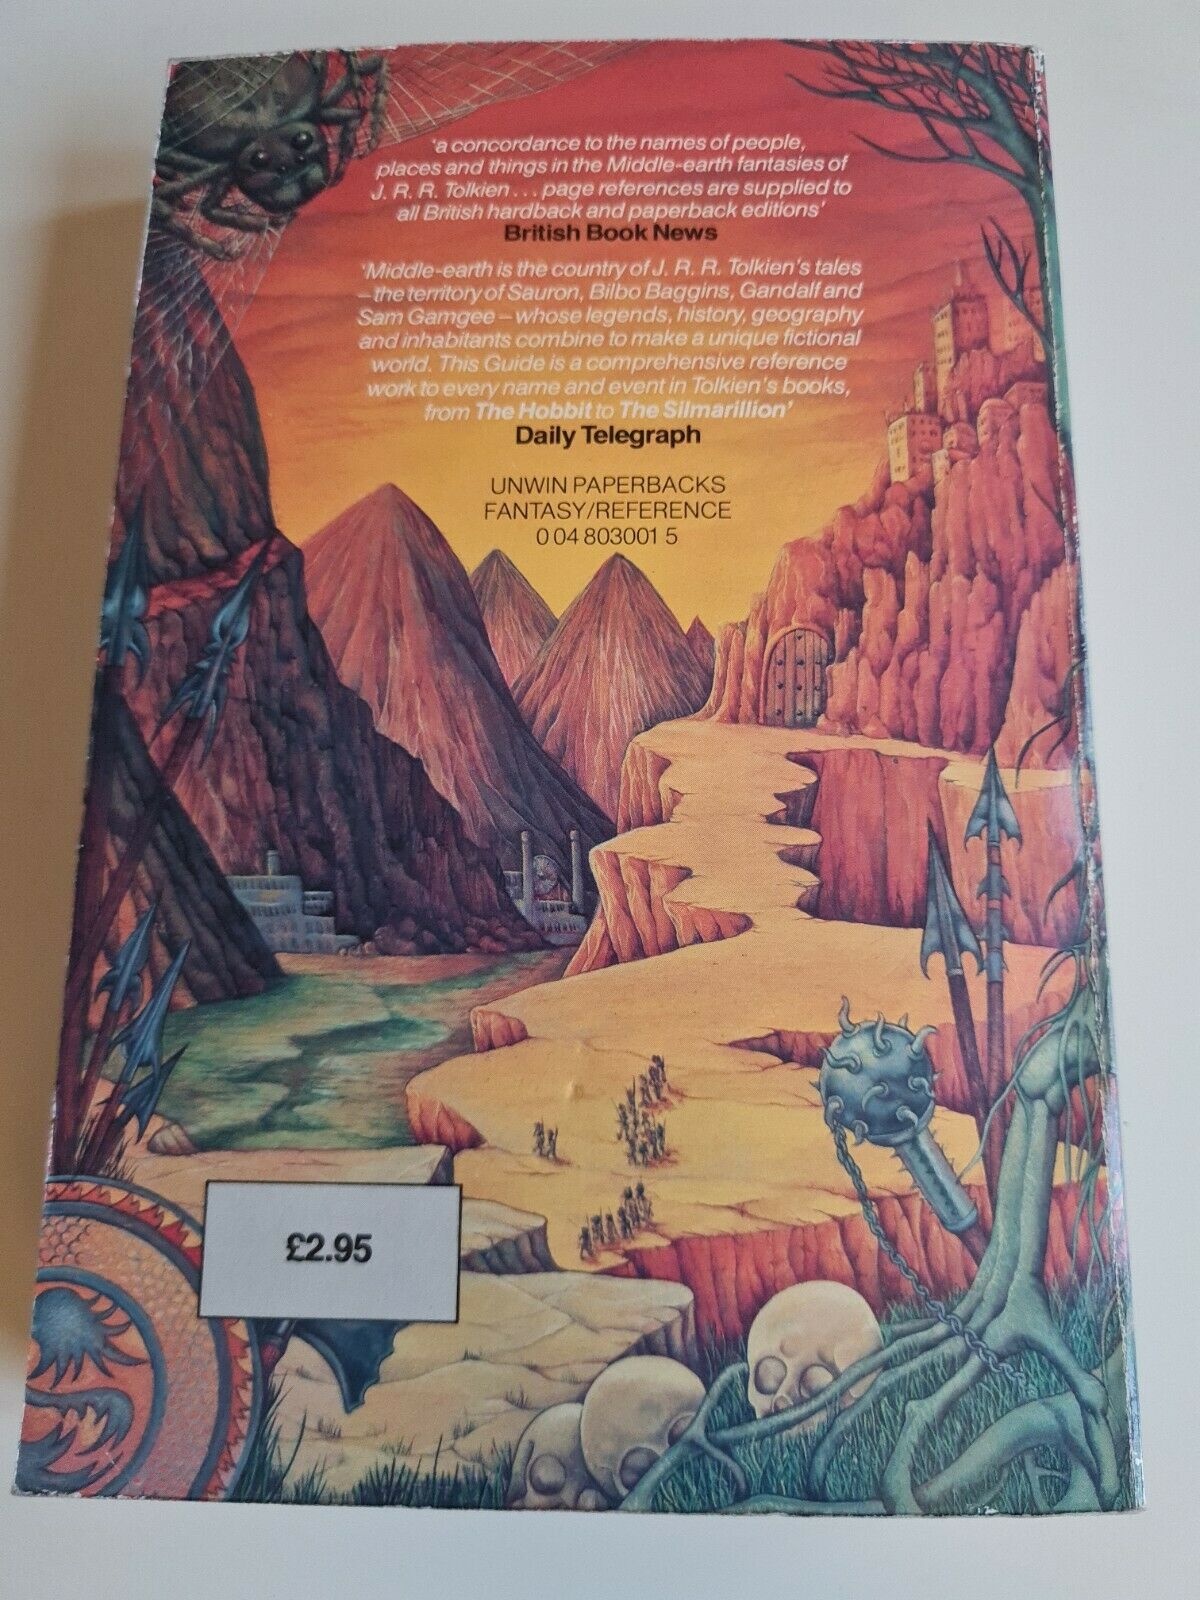 'a concordance to the names of people,
places and things in the Middle-earth fantasies of
J. R. R. Tolkien . . . page references are supplied to
all British hardback and paperback editions'
British Book News
'Middle-earth is the country of J. R. R. Tolkien's tales
– the territory of Sauron, Bilbo Baggins, Gandalf and
Sam Gamgee – whose legends, history, geography
and inhabitants combine to make a unique fictional
world. This Guide is a comprehensive reference
work to every name and event in Tolkien's books,
from The Hobbit to The Silmarillion'
Daily Telegraph
UNWIN PAPERBACKS
FANTASY/REFERENCE
0 04 803001 5
£2.95